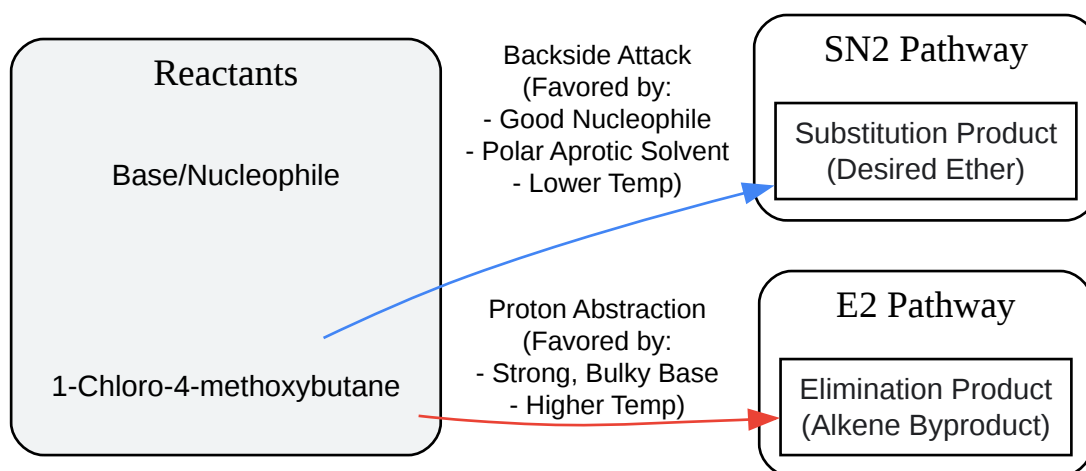 Reactants
Base/Nucleophile
1-Chloro-4-methoxybutane
Backside Attack
(Favored by:
- Good Nucleophile
- Polar Aprotic Solvent
- Lower Temp)
SN2 Pathway
Substitution Product
(Desired Ether)
Proton Abstraction
(Favored by:
- Strong, Bulky Base
- Higher Temp)
E2 Pathway
Elimination Product
(Alkene Byproduct)